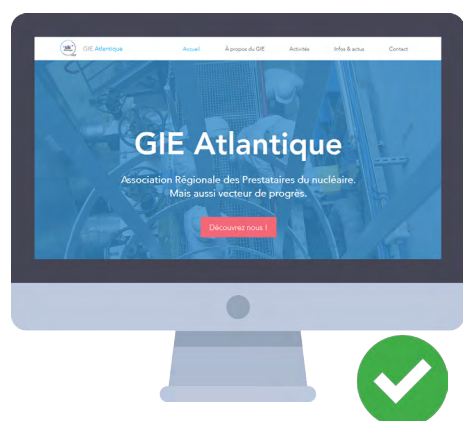 GIE Atlantique
Accueil
À propos du GIE
Activités
Infos & actus
Contact
GIE Atlantique
Association Régionale des Prestataires du nucléaire.
Mais aussi vecteur de progrès.
Découvrez nous !